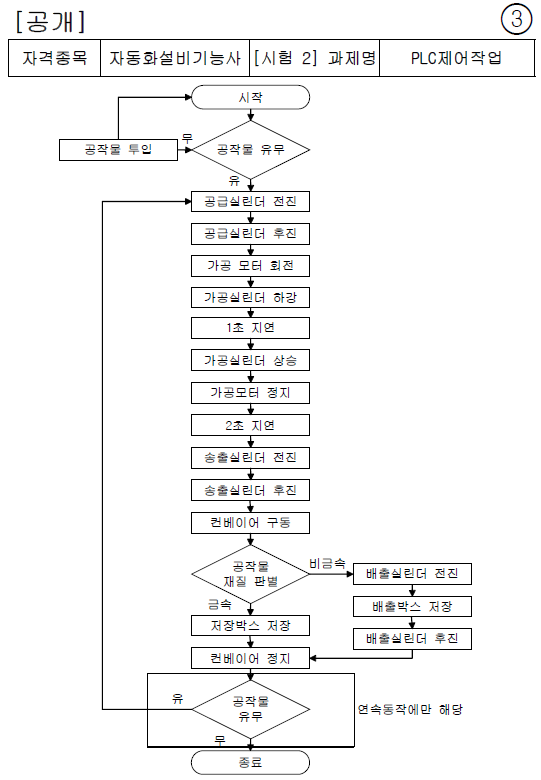 [공개]
③
자격종목 자동화설비기능사 [시험 2] 과제명 PLC제어작업
시작
공작물 투입
무
공작물 유무
유
공급실린더 전진
공급실린더 후진
가공 모터 회전
가공실린더 하강
1초 지연
가공실린더 상승
가공모터 정지
2초 지연
송출실린더 전진
송출실린더 후진
컨베이어 구동
공작물
재질 판별
비금속
배출실린더 전진
배출박스 저장
배출실린더 후진
금속
저장박스 저장
컨베이어 정지
유
공작물
유무
연속동작에만 해당
무
종료